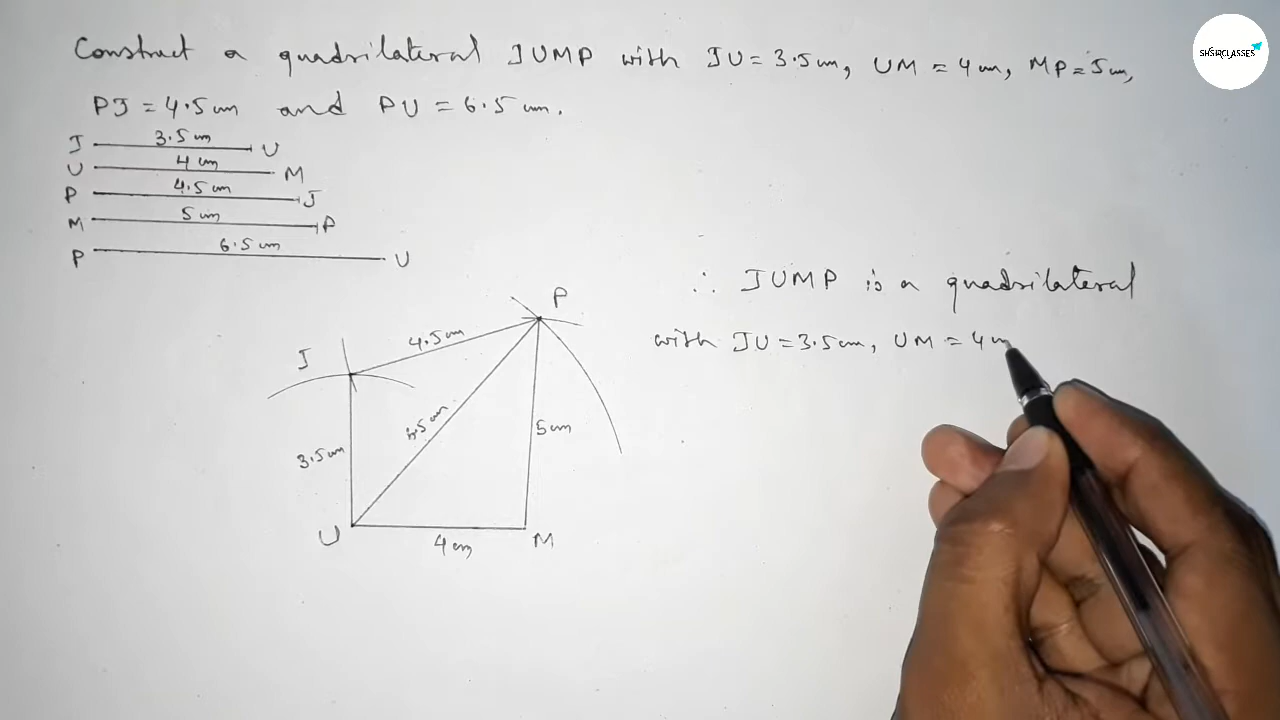 Construct a quadrilateral JUMP with JU = 3.5 cm, UM = 4 cm, MP = 5 cm,
PJ = 4.5 cm and PU = 6.5 cm.
SHSIRCLASSES
J 3.5 cm U
U 4 cm M
P 4.5 cm J
M 5 cm P
P 6.5 cm U
∴ JUMP is a quadrilateral
with JU = 3.5 cm, UM = 4 cm
P
4.5 cm
J
6.5 cm
5 cm
3.5 cm
U
4 cm
M